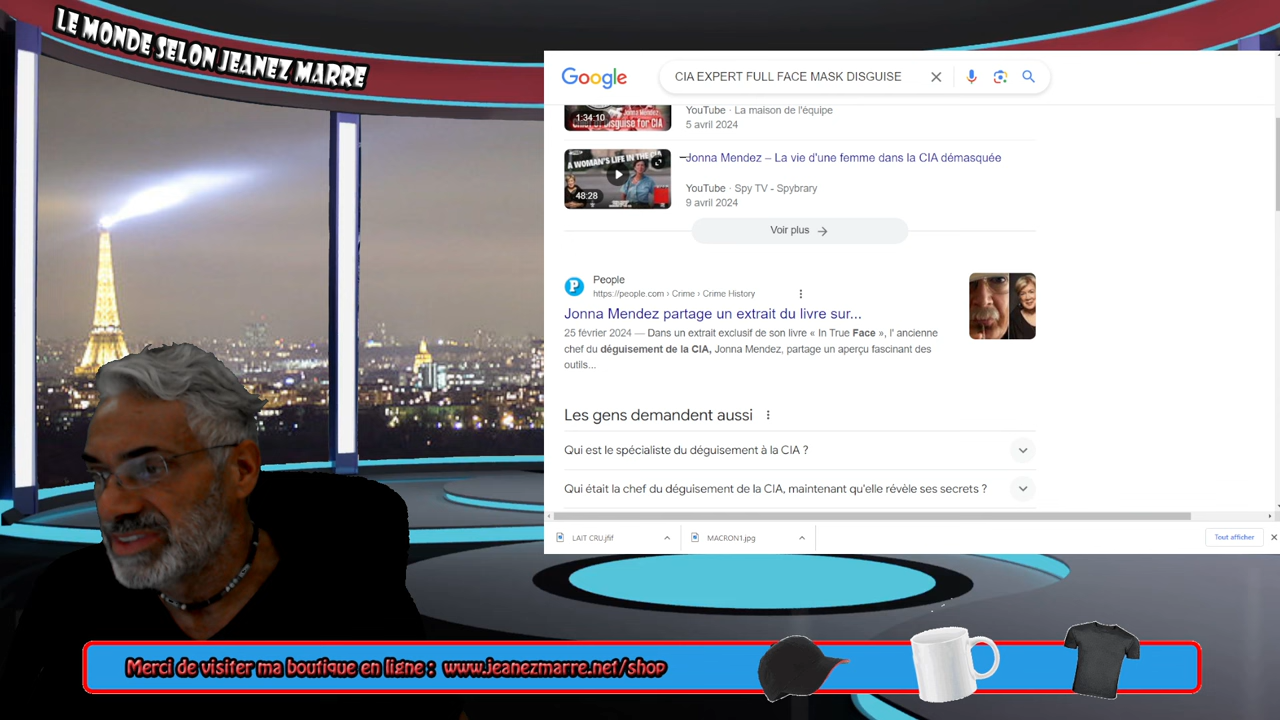 LE MONDE SELON JEANEZ MARRE
Google
CIA EXPERT FULL FACE MASK DISGUISE
1:34:10
Chief of Disguise for CIA
YouTube · La maison de l'équipe
5 avril 2024
A WOMAN'S LIFE IN THE CIA
48:28
Jonna Mendez – La vie d'une femme dans la CIA démasquée
YouTube · Spy TV - Spybrary
9 avril 2024
Voir plus
P
People
https://people.com › Crime › Crime History
Jonna Mendez partage un extrait du livre sur...
25 février 2024 — Dans un extrait exclusif de son livre « In True Face », l' ancienne
chef du déguisement de la CIA, Jonna Mendez, partage un aperçu fascinant des
outils...
Les gens demandent aussi
Qui est le spécialiste du déguisement à la CIA ?
Qui était la chef du déguisement de la CIA, maintenant qu'elle révèle ses secrets ?
LAIT CRU.jfif
MACRON1.jpg
Tout afficher
Merci de visiter ma boutique en ligne : www.jeanezmarre.net/shop